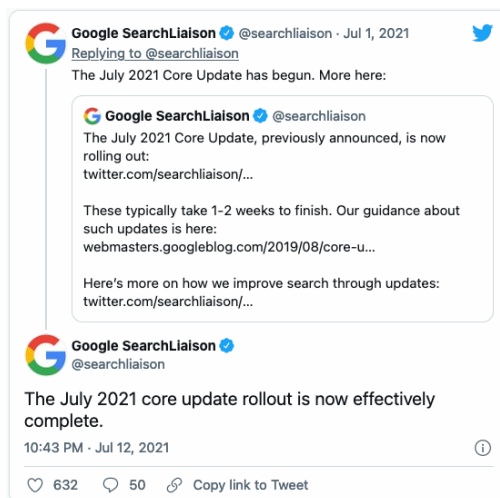 Google SearchLiaison @searchliaison · Jul 1, 2021
Replying to @searchliaison
The July 2021 Core Update has begun. More here:
Google SearchLiaison @searchliaison
The July 2021 Core Update, previously announced, is now
rolling out:
twitter.com/searchliaison/...
These typically take 1-2 weeks to finish. Our guidance about
such updates is here:
webmasters.googleblog.com/2019/08/core-u...
Here's more on how we improve search through updates:
twitter.com/searchliaison/...
Google SearchLiaison
@searchliaison
The July 2021 core update rollout is now effectively
complete.
10:43 PM · Jul 12, 2021
632 50 Copy link to Tweet